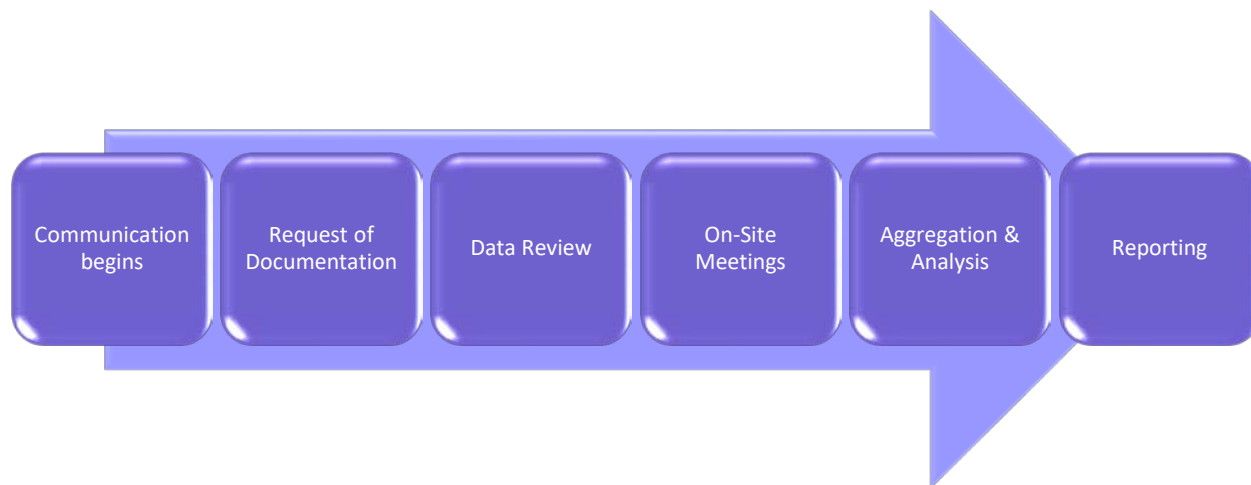 Communication
begins
Request of
Documentation
Data Review
On-Site
Meetings
Aggregation &
Analysis
Reporting